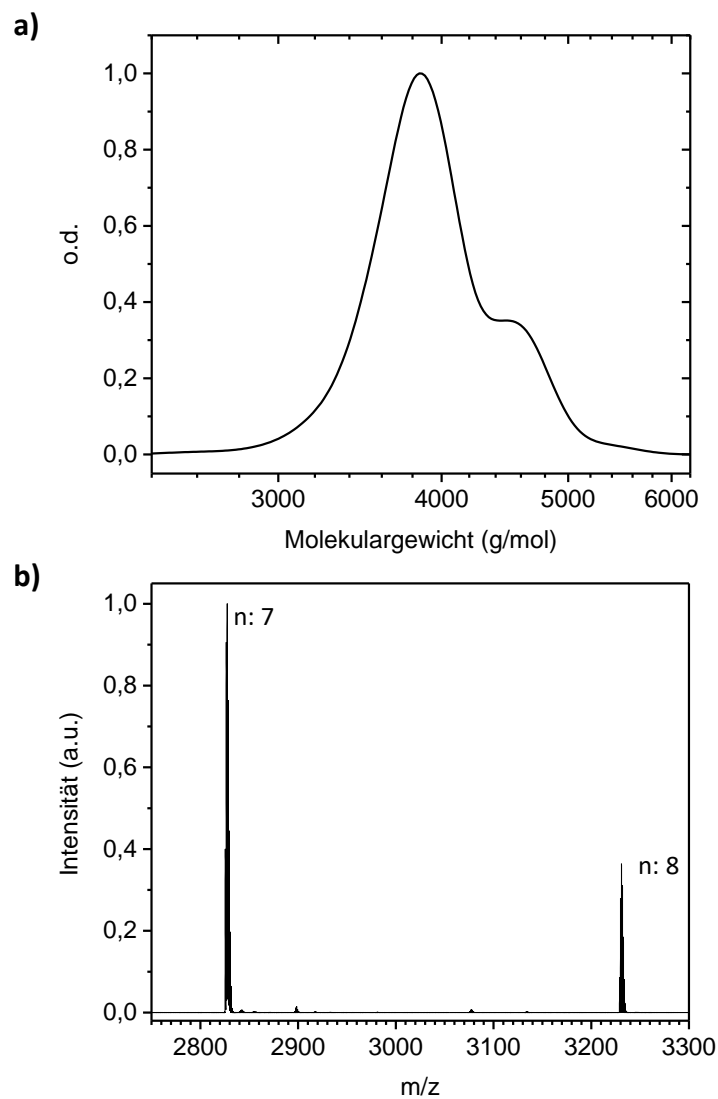 a)
1,0
0,8
0,6
0,4
0,2
0,0
o.d.
3000 4000 5000 6000
Molekulargewicht (g/mol)
b)
1,0
0,8
0,6
0,4
0,2
0,0
Intensität (a.u.)
n: 7
n: 8
2800 2900 3000 3100 3200 3300
m/z